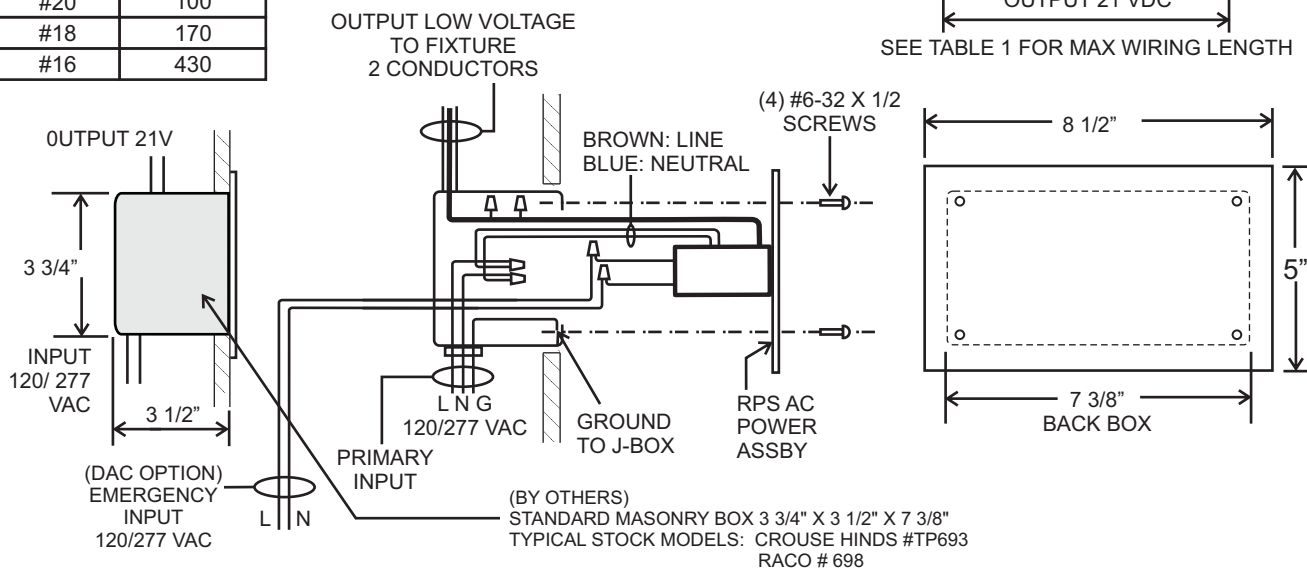 #20 100
#18 170
#16 430
OUTPUT LOW VOLTAGE
TO FIXTURE
2 CONDUCTORS
OUTPUT 21 VDC
SEE TABLE 1 FOR MAX WIRING LENGTH
(4) #6-32 X 1/2
SCREWS
8 1/2”
0UTPUT 21V
BROWN: LINE
BLUE: NEUTRAL
3 3/4”
5”
INPUT
120/ 277
VAC
3 1/2”
L N G
120/277 VAC
PRIMARY
INPUT
GROUND
TO J-BOX
RPS AC
POWER
ASSBY
7 3/8”
BACK BOX
(DAC OPTION)
EMERGENCY
INPUT
120/277 VAC
L N
(BY OTHERS)
STANDARD MASONRY BOX 3 3/4" X 3 1/2" X 7 3/8"
TYPICAL STOCK MODELS: CROUSE HINDS #TP693
RACO # 698